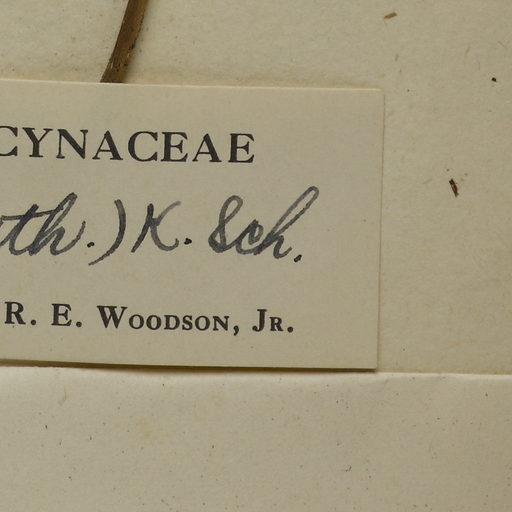 CYNACEAE
th.) K. Sch.
R. E. Woodson, Jr.